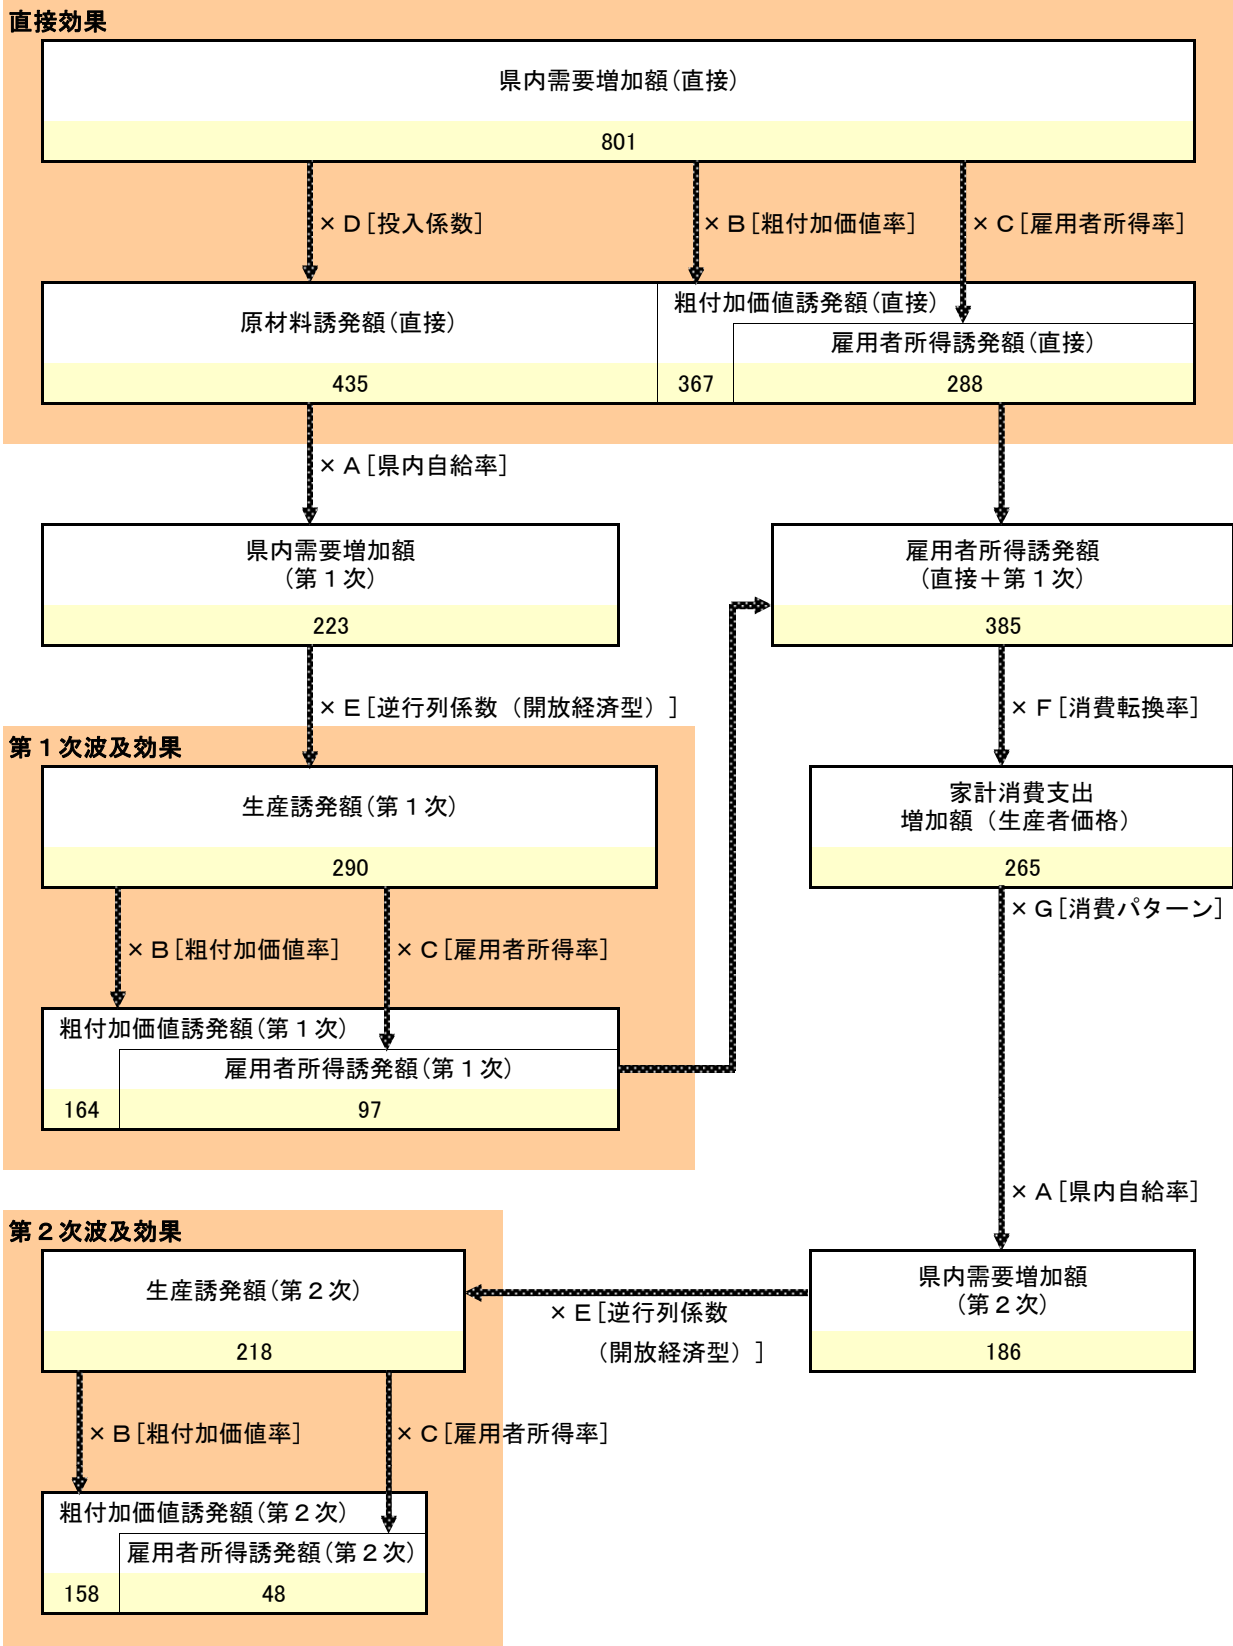 直接効果
県内需要増加額(直接)
801
× D[投入係数]
× B[粗付加価値率]
× C[雇用者所得率]
原材料誘発額(直接)
粗付加価値誘発額(直接)
雇用者所得誘発額(直接)
435
367
288
× A[県内自給率]
県内需要増加額
(第1次)
223
雇用者所得誘発額
(直接+第1次)
385
× E[逆行列係数(開放経済型)]
× F[消費転換率]
第1次波及効果
生産誘発額(第1次)
290
家計消費支出
増加額(生産者価格)
265
× G[消費パターン]
× B[粗付加価値率]
× C[雇用者所得率]
粗付加価値誘発額(第1次)
雇用者所得誘発額(第1次)
164
97
× A[県内自給率]
第2次波及効果
生産誘発額(第2次)
218
× E[逆行列係数
(開放経済型)]
県内需要増加額
(第2次)
186
× B[粗付加価値率]
× C[雇用者所得率]
粗付加価値誘発額(第2次)
雇用者所得誘発額(第2次)
158
48